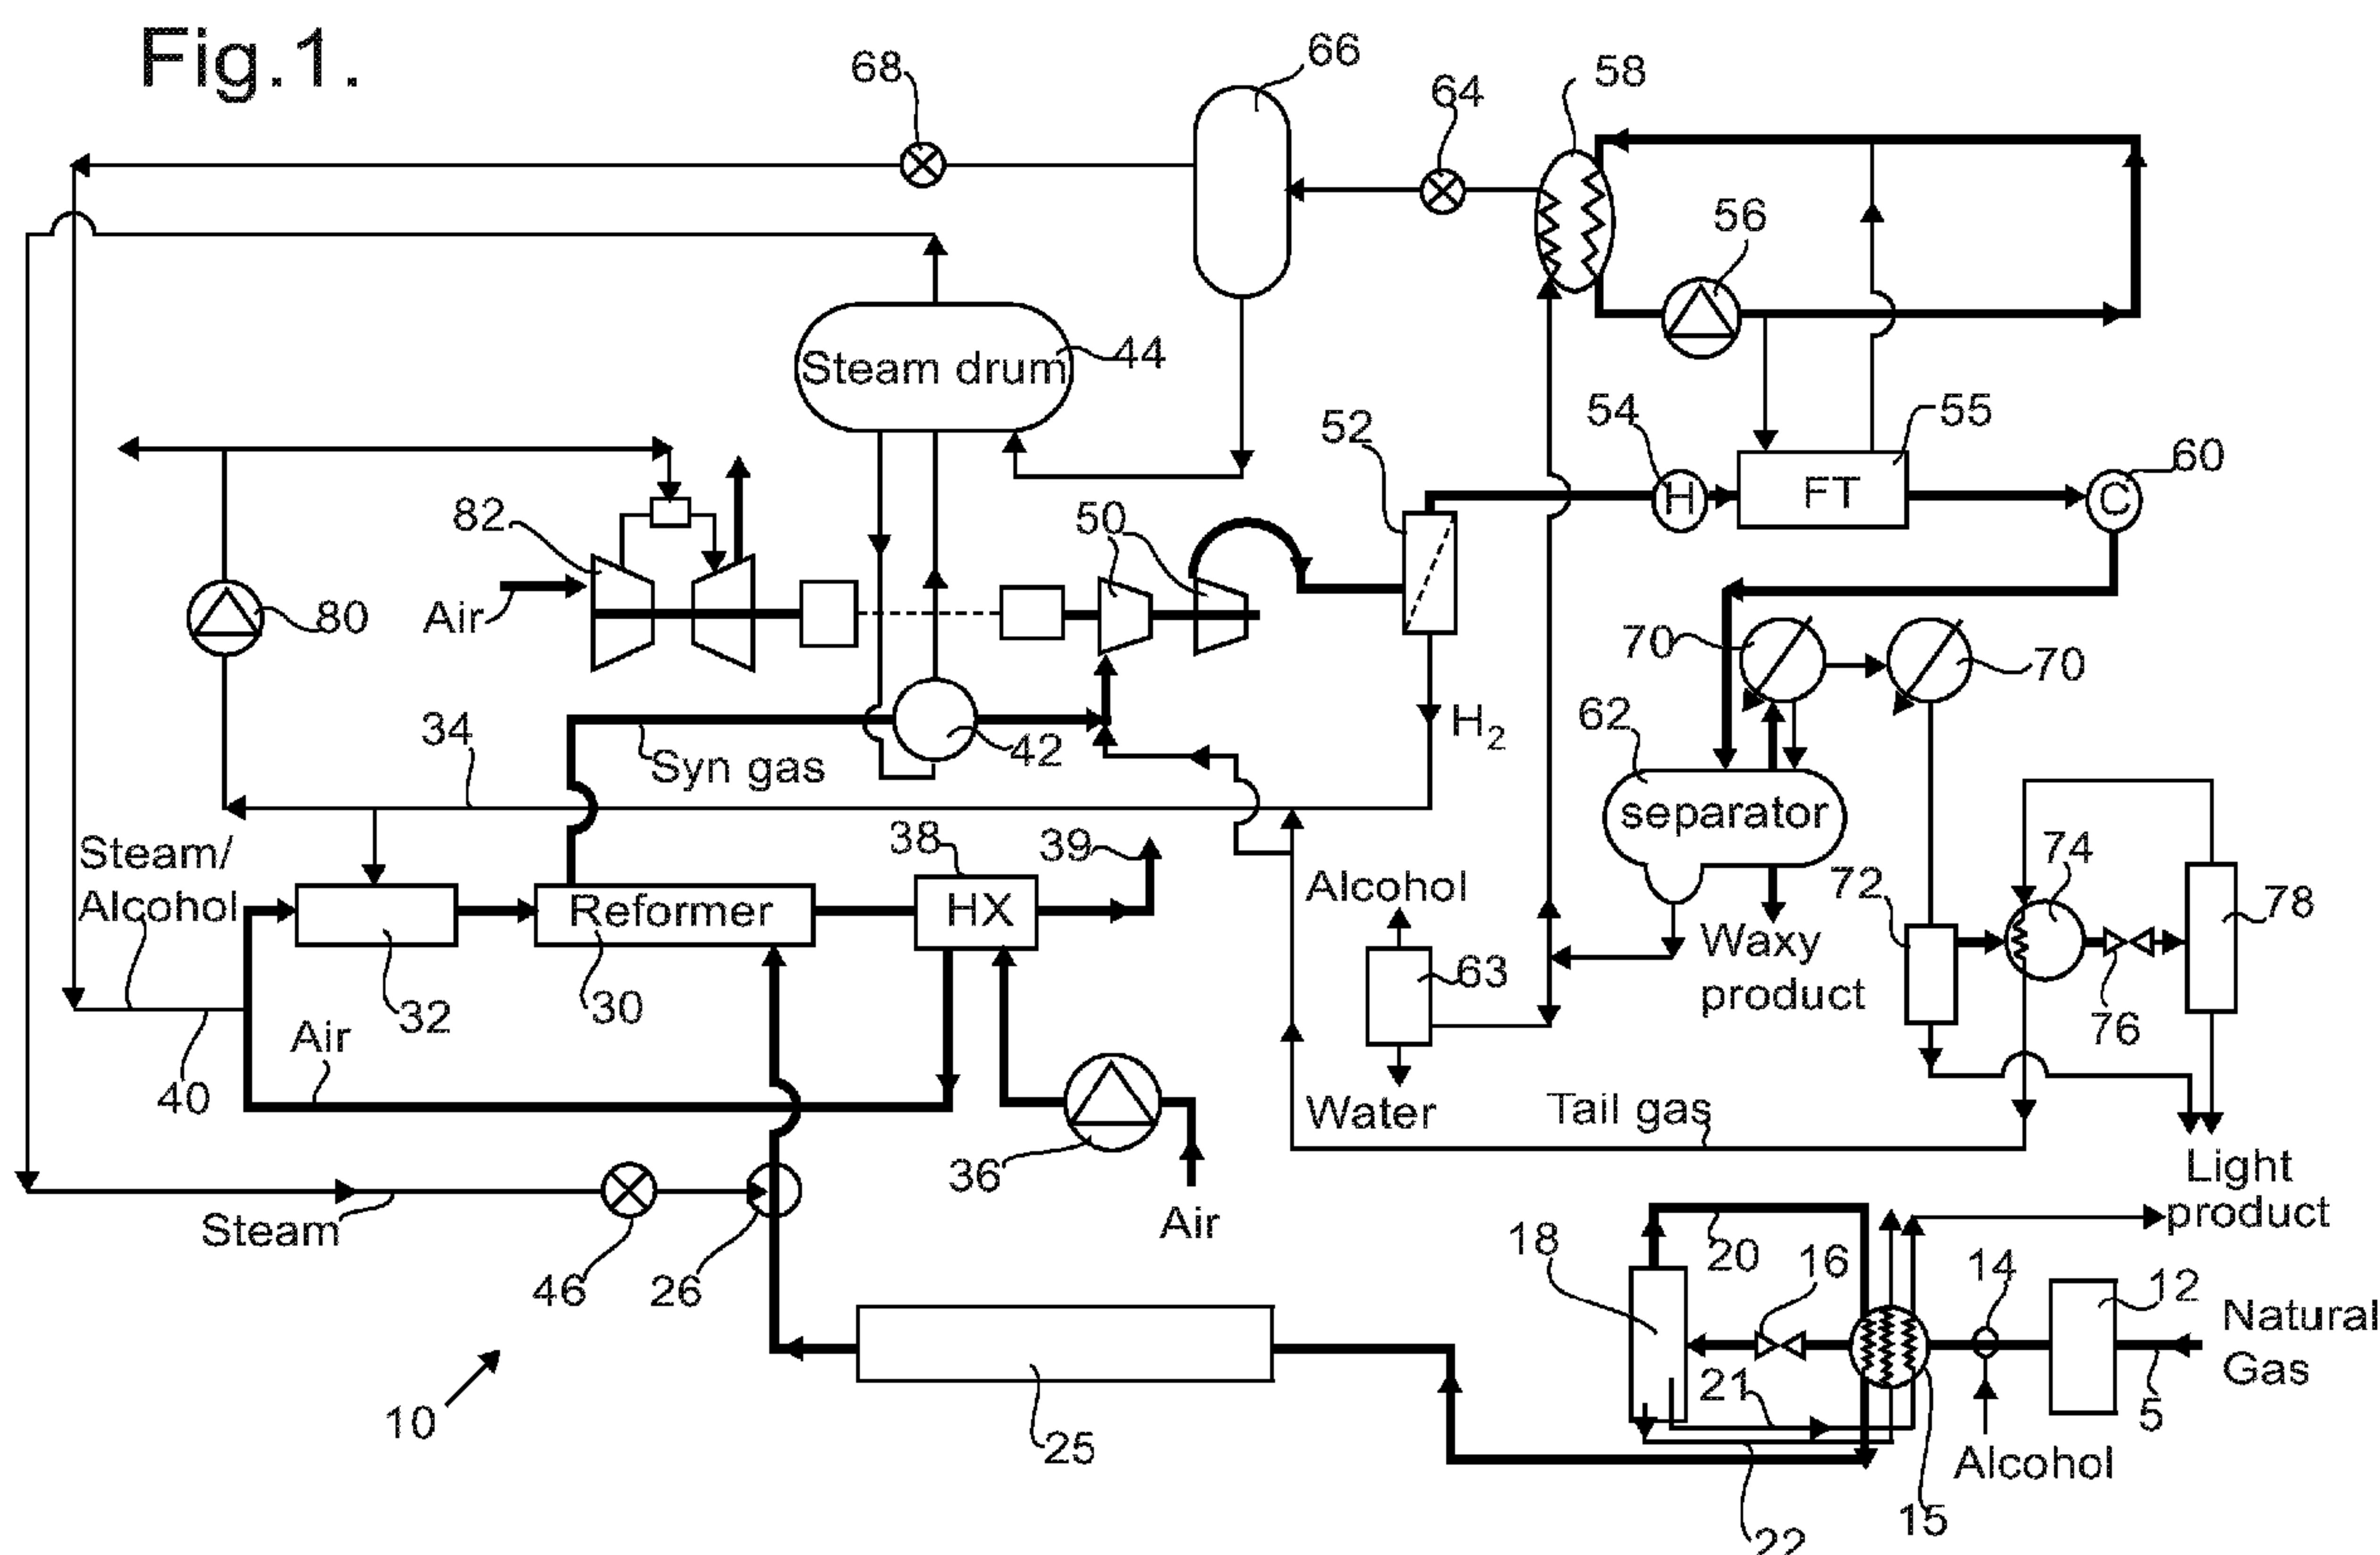 Fig.1.
66
68
64
58
56
Steam drum
44
54
55
52
60
FT
H
C
82
50
Air
80
70
70
34
H2
62
42
Syn gas
separator
Steam/
Alcohol
38
39
74
Alcohol
72
78
Reformer
HX
Waxy
product
63
32
30
Air
76
40
Water
Tail gas
36
Light
product
Steam
Air
46
26
18
20
16
14
12
Natural
Gas
21
5
10
25
Alcohol
15
22